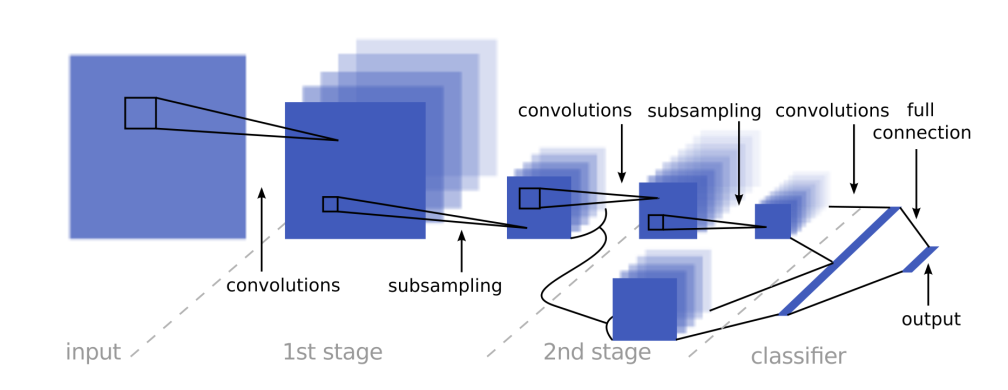 convolutions
subsampling
convolutions
full
connection
convolutions
subsampling
output
input
1st stage
2nd stage
classifier